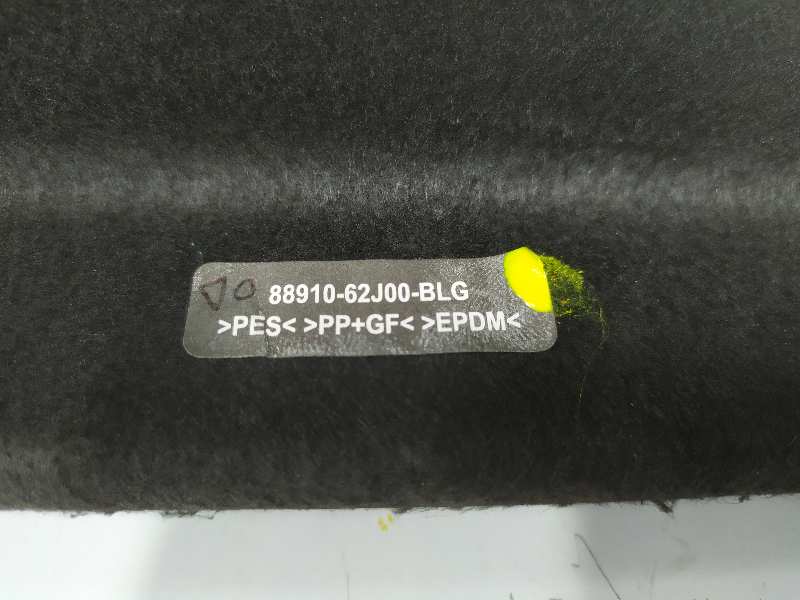 88910-62J00-BLG
>PES< >PP+GF< >EPDM<